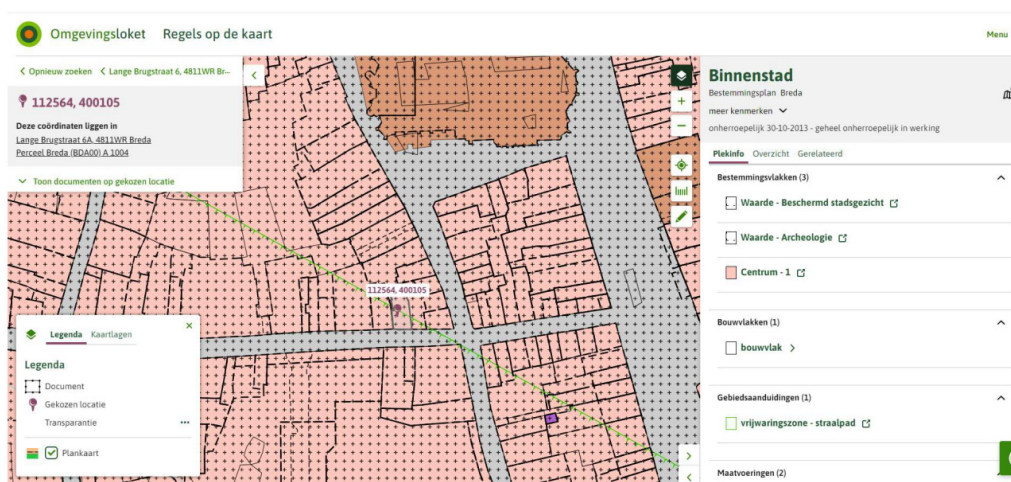 Omgevingsloket Regels op de kaart
Menu
Opnieuw zoeken Lange Brugstraat 6, 4811WR Br...
112564, 400105
Deze coördinaten liggen in
Lange Brugstraat 6A, 4811WR Breda
Perceel Breda (BDA00) A 1004
Toon documenten op gekozen locatie
112564, 400105
Legenda Kaartlagen
Legenda
Document
Gekozen locatie
Transparantie
Plankaart
Binnenstad
Bestemmingsplan Breda
meer kenmerken
onherroepelijk 30-10-2013 - geheel onherroepelijk in werking
Plekinfo Overzicht Gerelateerd
Bestemmingsvlakken (3)
Waarde - Beschermd stadsgezicht
Waarde - Archeologie
Centrum - 1
Bouwvlakken (1)
bouwvlak
Gebiedsaanduidingen (1)
vrijwaringszone - straalpad
Maatvoeringen (2)